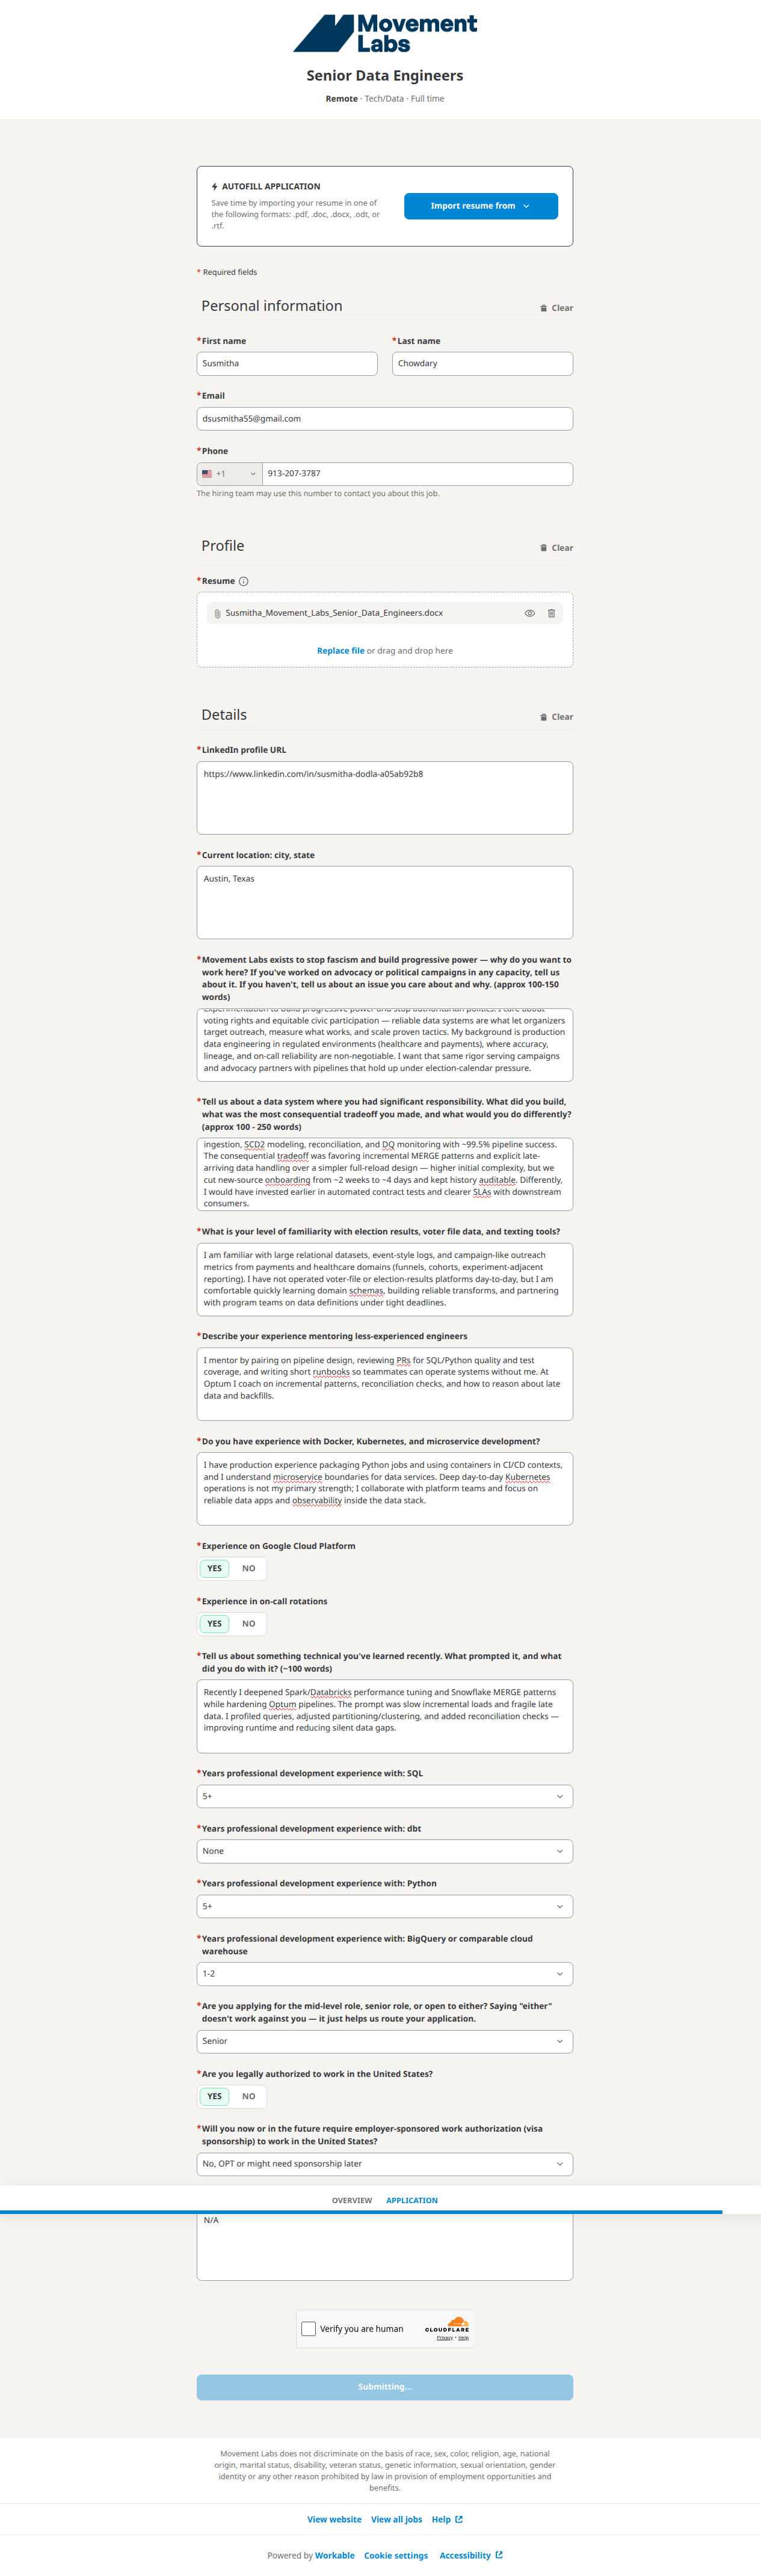 Movement
Labs
Senior Data Engineers
Remote · Tech/Data · Full time
AUTOFILL APPLICATION
Save time by importing your resume in one of
the following formats: .pdf, .doc, .docx, .odt, or
.rtf.
Import resume from
* Required fields
Personal information
Clear
*First name
*Last name
Susmitha
Chowdary
*Email
dsusmitha55@gmail.com
*Phone
+1
913-207-3787
The hiring team may use this number to contact you about this job.
Profile
Clear
*Resume
Susmitha_Movement_Labs_Senior_Data_Engineers.docx
Replace file or drag and drop here
Details
Clear
*LinkedIn profile URL
https://www.linkedin.com/in/susmitha-dodla-a05ab92b8
*Current location: city, state
Austin, Texas
*Movement Labs exists to stop fascism and build progressive power — why do you want to
work here? If you've worked on advocacy or political campaigns in any capacity, tell us
about it. If you haven't, tell us about an issue you care about and why. (approx 100-150
words)
experimentation to build progressive power and stop authoritarian politics. I care about
voting rights and equitable civic participation — reliable data systems are what let organizers
target outreach, measure what works, and scale proven tactics. My background is production
data engineering in regulated environments (healthcare and payments), where accuracy,
lineage, and on-call reliability are non-negotiable. I want that same rigor serving campaigns
and advocacy partners with pipelines that hold up under election-calendar pressure.
*Tell us about a data system where you had significant responsibility. What did you build,
what was the most consequential tradeoff you made, and what would you do differently?
(approx 100 - 250 words)
ingestion, SCD2 modeling, reconciliation, and DQ monitoring with ~99.5% pipeline success.
The consequential tradeoff was favoring incremental MERGE patterns and explicit late-
arriving data handling over a simpler full-reload design — higher initial complexity, but we
cut new-source onboarding from ~2 weeks to ~4 days and kept history auditable. Differently,
I would have invested earlier in automated contract tests and clearer SLAs with downstream
consumers.
*What is your level of familiarity with election results, voter file data, and texting tools?
I am familiar with large relational datasets, event-style logs, and campaign-like outreach
metrics from payments and healthcare domains (funnels, cohorts, experiment-adjacent
reporting). I have not operated voter-file or election-results platforms day-to-day, but I am
comfortable quickly learning domain schemas, building reliable transforms, and partnering
with program teams on data definitions under tight deadlines.
*Describe your experience mentoring less-experienced engineers
I mentor by pairing on pipeline design, reviewing PRs for SQL/Python quality and test
coverage, and writing short runbooks so teammates can operate systems without me. At
Optum I coach on incremental patterns, reconciliation checks, and how to reason about late
data and backfills.
*Do you have experience with Docker, Kubernetes, and microservice development?
I have production experience packaging Python jobs and using containers in CI/CD contexts,
and I understand microservice boundaries for data services. Deep day-to-day Kubernetes
operations is not my primary strength; I collaborate with platform teams and focus on
reliable data apps and observability inside the data stack.
*Experience on Google Cloud Platform
YES NO
*Experience in on-call rotations
YES NO
*Tell us about something technical you've learned recently. What prompted it, and what
did you do with it? (~100 words)
Recently I deepened Spark/Databricks performance tuning and Snowflake MERGE patterns
while hardening Optum pipelines. The prompt was slow incremental loads and fragile late
data. I profiled queries, adjusted partitioning/clustering, and added reconciliation checks —
improving runtime and reducing silent data gaps.
*Years professional development experience with: SQL
5+
*Years professional development experience with: dbt
None
*Years professional development experience with: Python
5+
*Years professional development experience with: BigQuery or comparable cloud
warehouse
1-2
*Are you applying for the mid-level role, senior role, or open to either? Saying "either"
doesn't work against you — it just helps us route your application.
Senior
*Are you legally authorized to work in the United States?
YES NO
*Will you now or in the future require employer-sponsored work authorization (visa
sponsorship) to work in the United States?
No, OPT or might need sponsorship later
OVERVIEW APPLICATION
N/A
Verify you are human
CLOUDFLARE
Privacy • Help
Submitting...
Movement Labs does not discriminate on the basis of race, sex, color, religion, age, national
origin, marital status, disability, veteran status, genetic information, sexual orientation, gender
identity or any other reason prohibited by law in provision of employment opportunities and
benefits.
View website View all jobs Help
Powered by Workable Cookie settings Accessibility